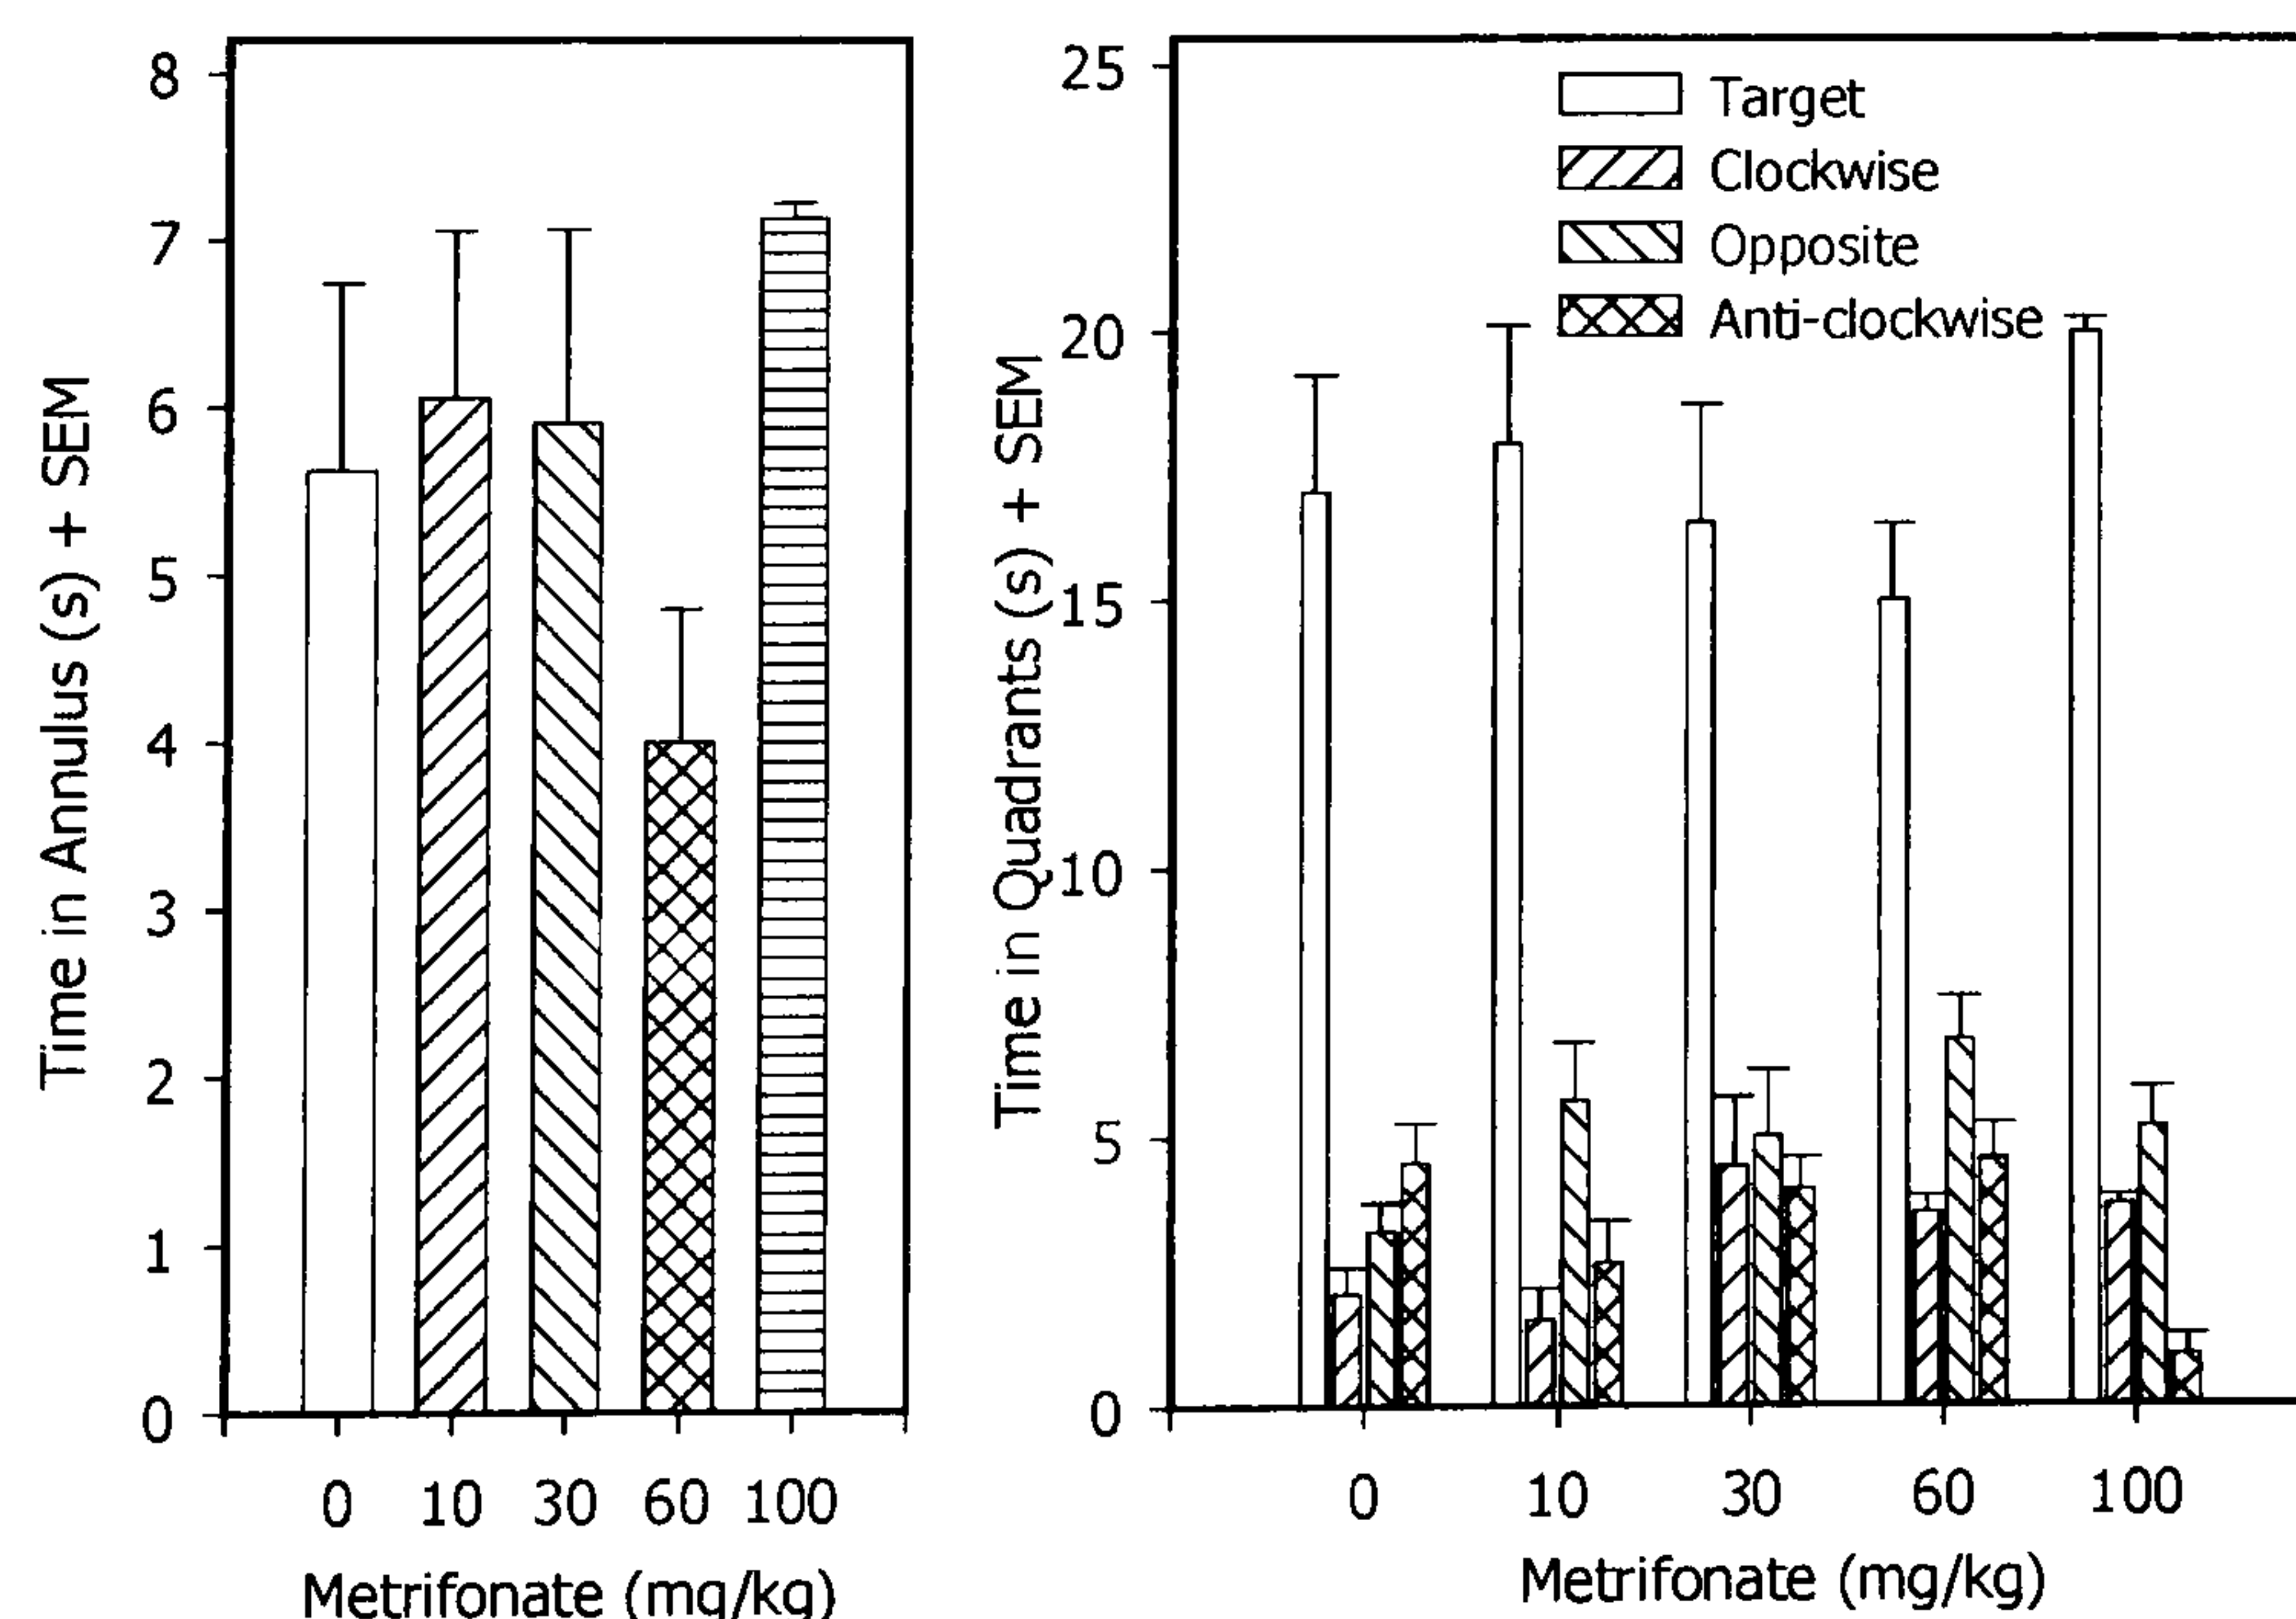 Time in Annulus (s) + SEM
8
7
6
5
4
3
2
1
0
0 10 30 60 100
Metrifonate (mg/kg)
Time in Quadrants (s) + SEM
25
20
15
10
5
0
Target
Clockwise
Opposite
Anti-clockwise
0 10 30 60 100
Metrifonate (mg/kg)